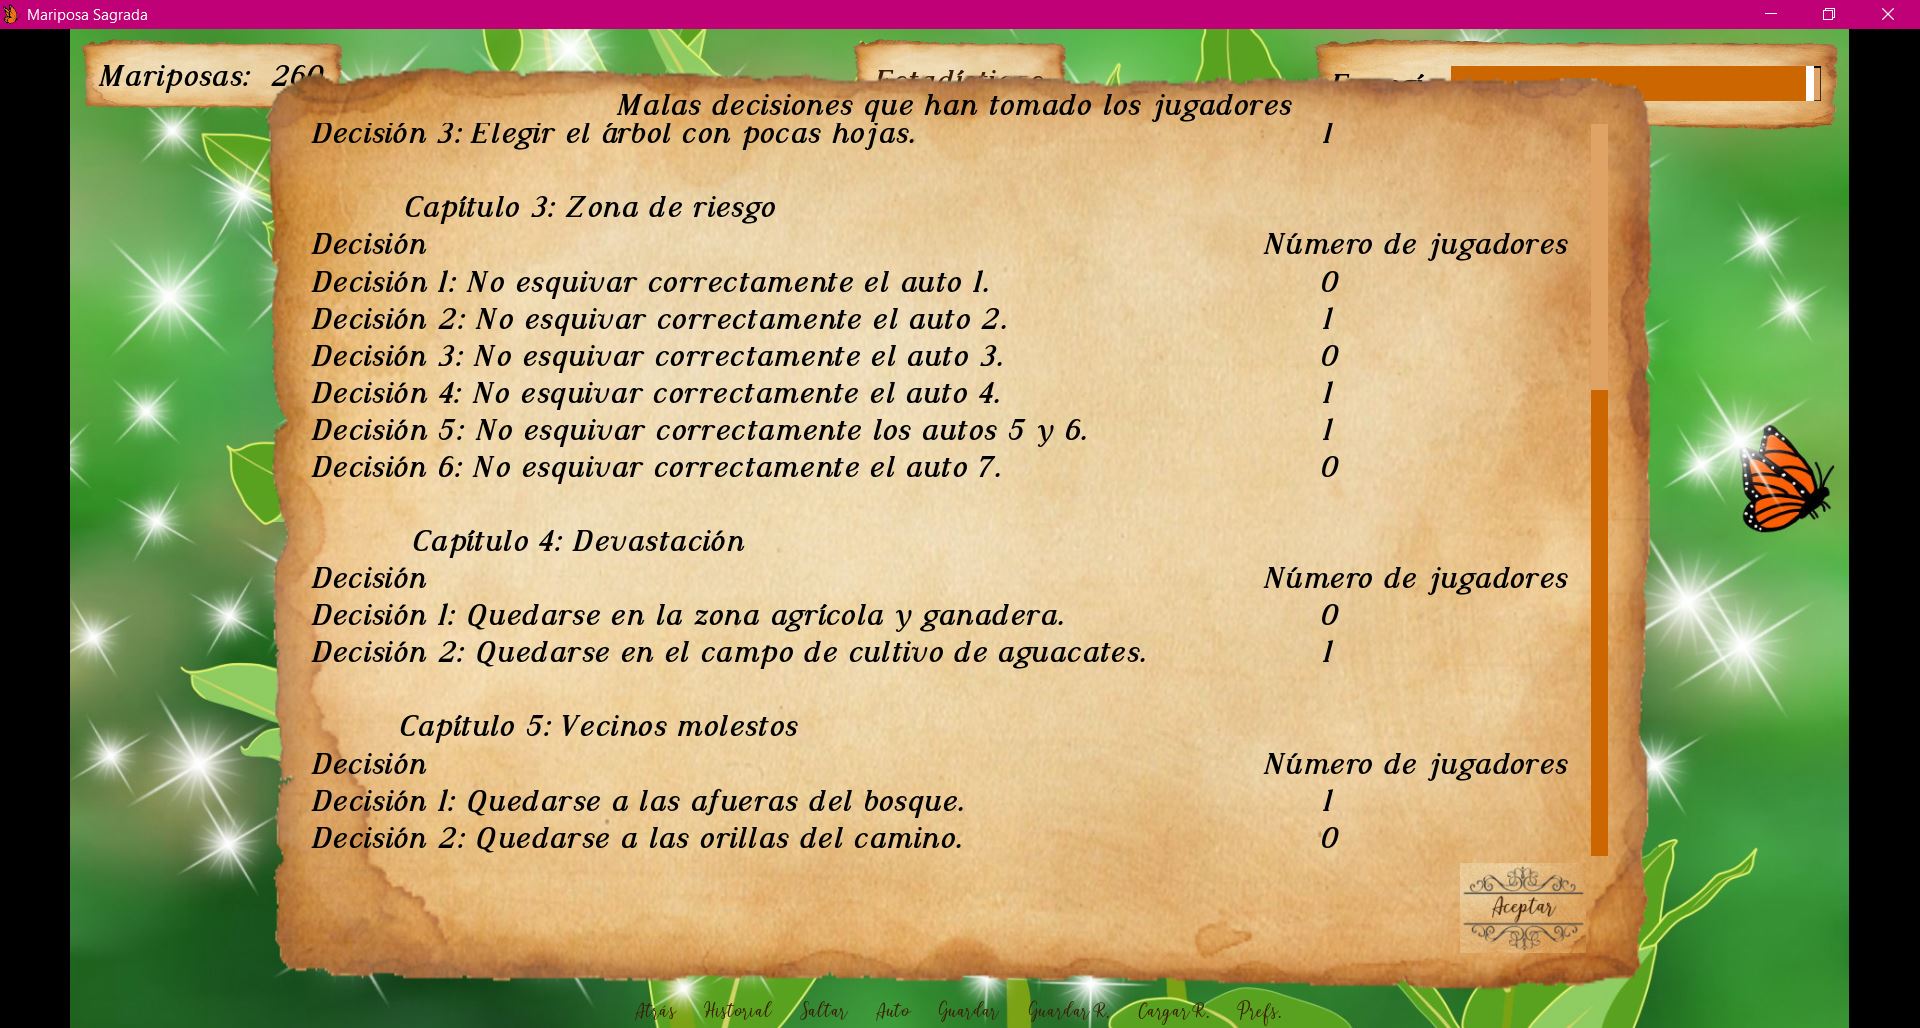 Mariposa Sagrada
Mariposas: 260
Estadísticas
Malas decisiones que han tomado los jugadores
Decisión 3: Elegir el árbol con pocas hojas. 1
Capítulo 3: Zona de riesgo
Decisión Número de jugadores
Decisión 1: No esquivar correctamente el auto 1. 0
Decisión 2: No esquivar correctamente el auto 2. 1
Decisión 3: No esquivar correctamente el auto 3. 0
Decisión 4: No esquivar correctamente el auto 4. 1
Decisión 5: No esquivar correctamente los autos 5 y 6. 1
Decisión 6: No esquivar correctamente el auto 7. 0
Capítulo 4: Devastación
Decisión Número de jugadores
Decisión 1: Quedarse en la zona agrícola y ganadera. 0
Decisión 2: Quedarse en el campo de cultivo de aguacates. 1
Capítulo 5: Vecinos molestos
Decisión Número de jugadores
Decisión 1: Quedarse a las afueras del bosque. 1
Decisión 2: Quedarse a las orillas del camino. 0
Aceptar
Atrás Historial Saltar Auto Guardar Guardar R. Cargar R. Prefs.